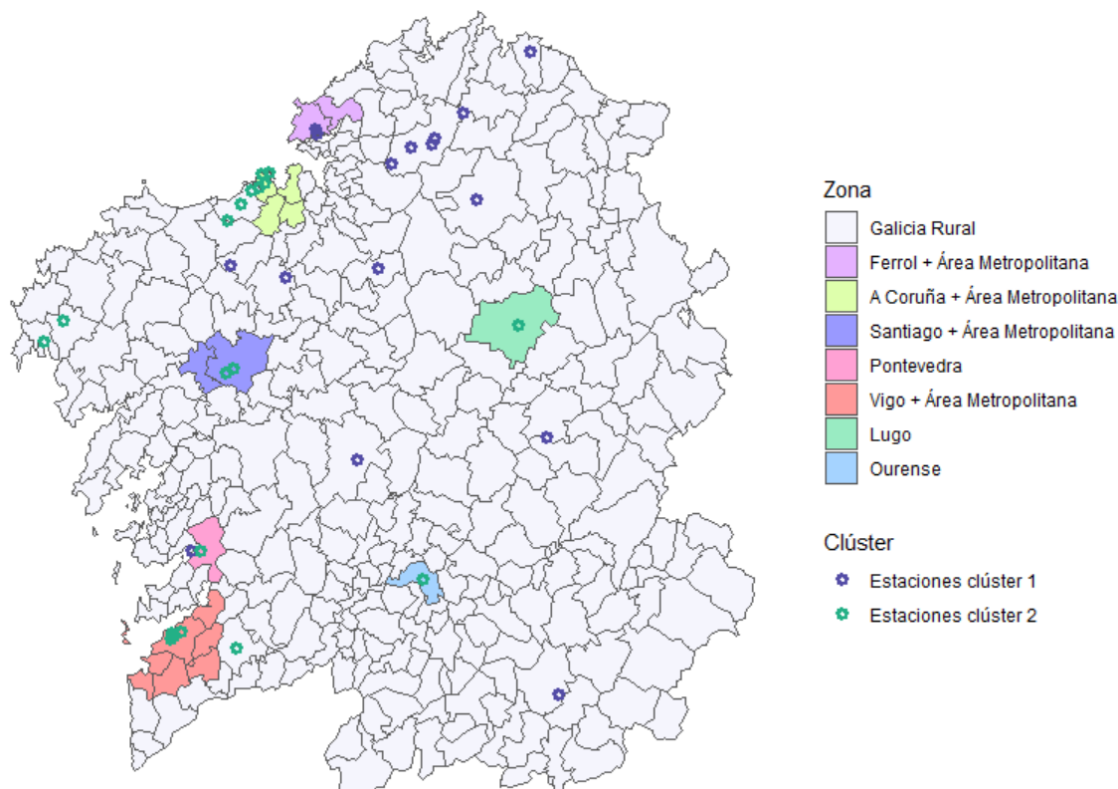 Zona
Galicia Rural
Ferrol + Área Metropolitana
A Coruña + Área Metropolitana
Santiago + Área Metropolitana
Pontevedra
Vigo + Área Metropolitana
Lugo
Ourense
Clúster
Estaciones clúster 1
Estaciones clúster 2